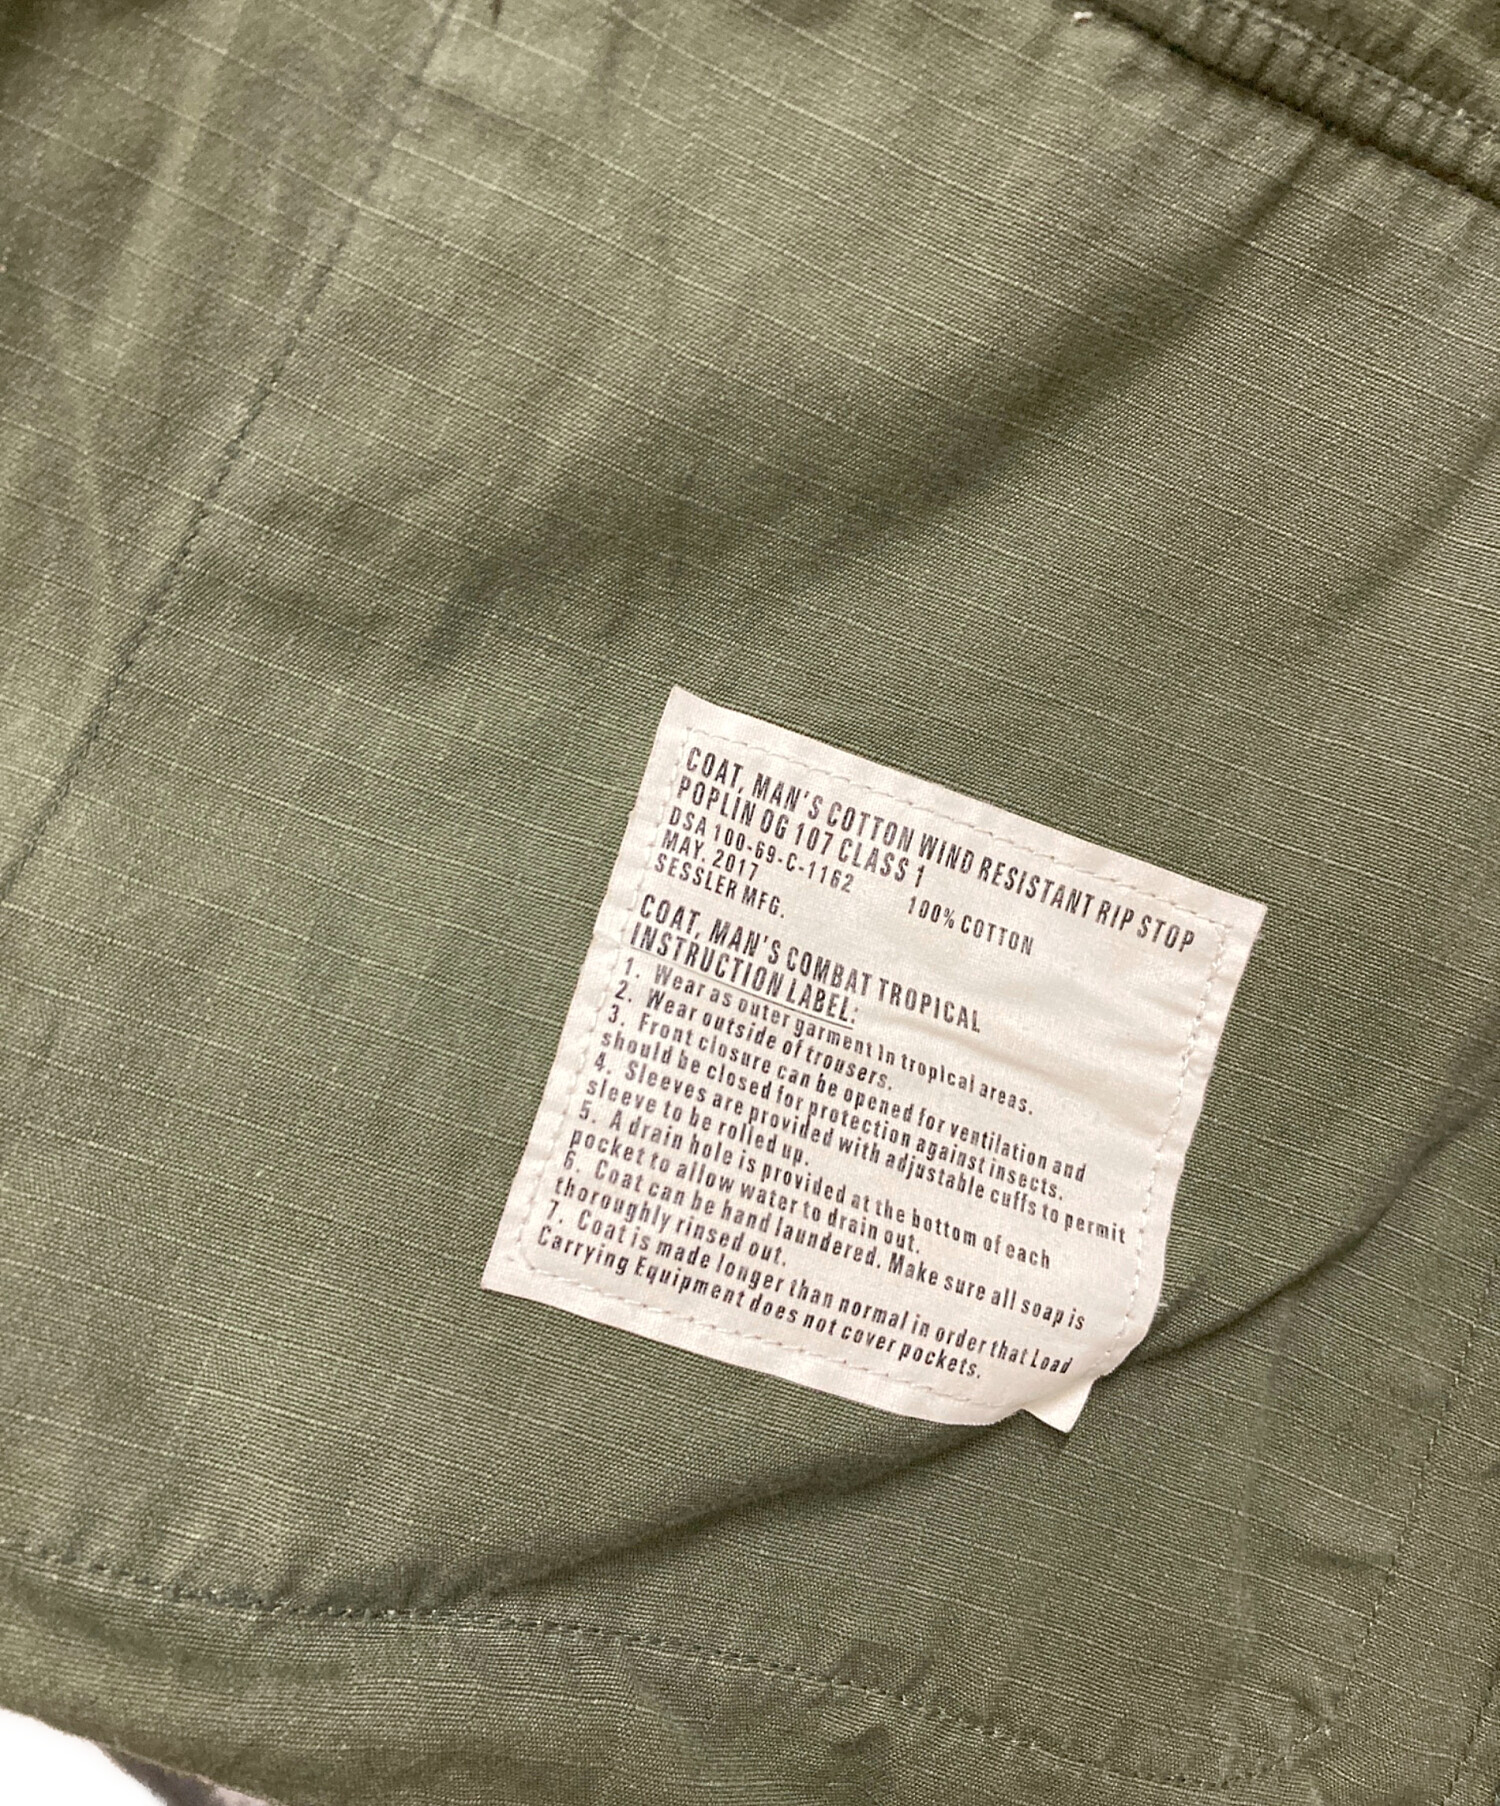 COAT, MAN'S COTTON WIND RESISTANT RIP STOP
POPLIN OG 107 CLASS 1
DSA 100-69-C-1162
100% COTTON
MAY. 2017
SESSLER MFG.
COAT, MAN'S COMBAT TROPICAL
INSTRUCTION LABEL:
1. Wear as outer garment in tropical areas.
2. Wear outside of trousers.
3. Front closure can be opened for ventilation and
should be closed for protection against insects.
4. Sleeves are provided with adjustable cuffs to permit
sleeve to be rolled up.
5. A drain hole is provided at the bottom of each
pocket to allow water to drain out.
6. Coat can be hand laundered. Make sure all soap is
thoroughly rinsed out.
7. Coat is made longer than normal in order that Load
Carrying Equipment does not cover pockets.